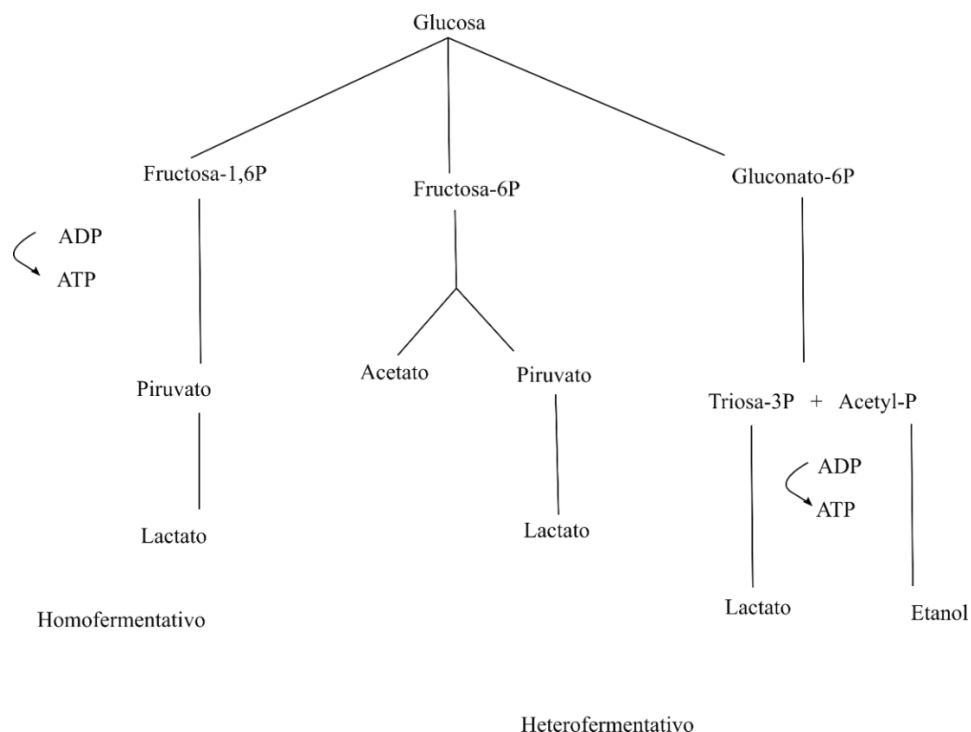 Glucosa
Fructosa-1,6P
Fructosa-6P
Gluconato-6P
ADP
ATP
Piruvato
Acetato
Piruvato
Triosa-3P + Acetyl-P
ADP
ATP
Lactato
Lactato
Lactato
Etanol
Homofermentativo
Heterofermentativo